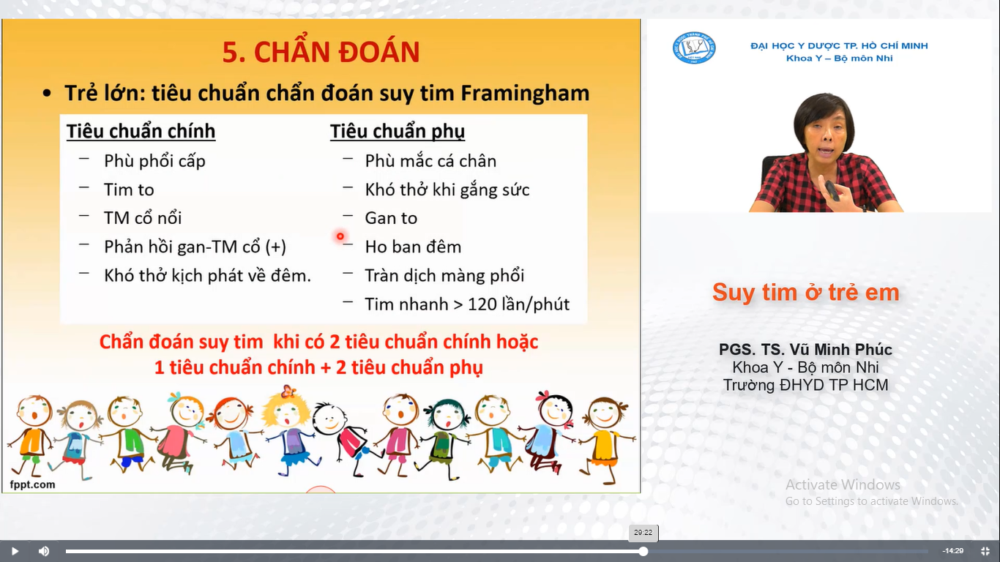 5. CHẨN ĐOÁN
• Trẻ lớn: tiêu chuẩn chẩn đoán suy tim Framingham
Tiêu chuẩn chính
– Phù phổi cấp
– Tim to
– TM cổ nổi
– Phản hồi gan-TM cổ (+)
– Khó thở kịch phát về đêm.
Tiêu chuẩn phụ
– Phù mắc cá chân
– Khó thở khi gắng sức
– Gan to
– Ho ban đêm
– Tràn dịch màng phổi
– Tim nhanh > 120 lần/phút
Chẩn đoán suy tim khi có 2 tiêu chuẩn chính hoặc
1 tiêu chuẩn chính + 2 tiêu chuẩn phụ
fppt.com
ĐẠI HỌC Y DƯỢC TP. HỒ CHÍ MINH
Khoa Y – Bộ môn Nhi
Suy tim ở trẻ em
PGS. TS. Vũ Minh Phúc
Khoa Y - Bộ môn Nhi
Trường ĐHYD TP HCM
Activate Windows
Go to Settings to activate Windows.
29:22
-14:29